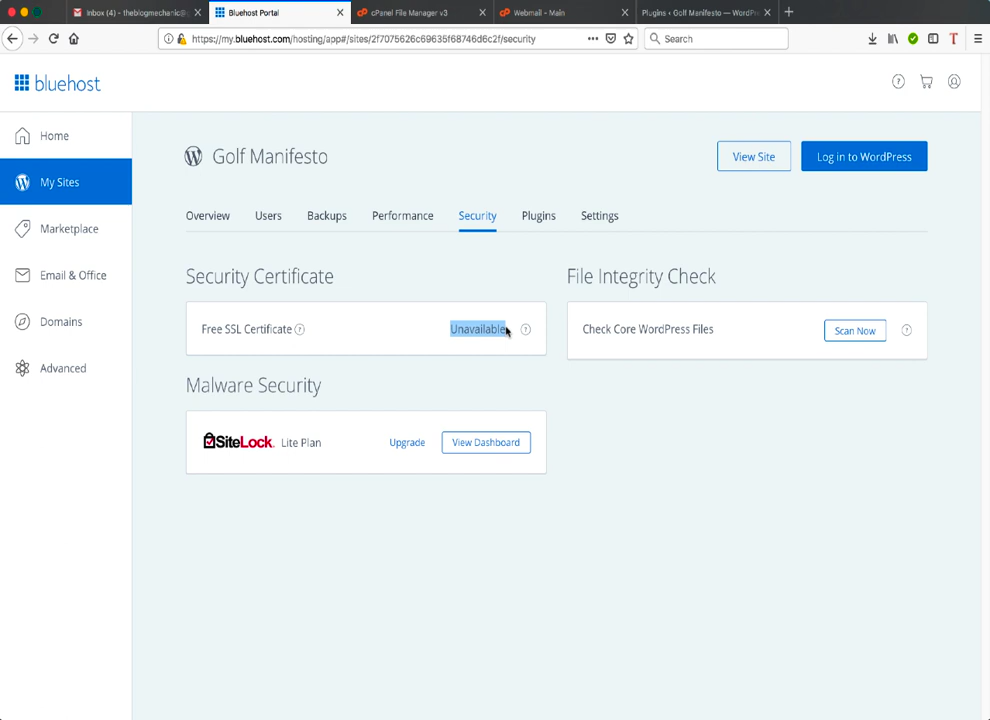 Inbox (4) - theblogmechanic@
Bluehost Portal
cPanel File Manager v3
Webmail - Main
Plugins ‹ Golf Manifesto — WordPr
https://my.bluehost.com/hosting/app#/sites/2f7075626c69635f68746d6c2f/security
Search
bluehost
Home
My Sites
Marketplace
Email & Office
Domains
Advanced
Golf Manifesto
View Site
Log in to WordPress
Overview
Users
Backups
Performance
Security
Plugins
Settings
Security Certificate
Free SSL Certificate
Unavailable
File Integrity Check
Check Core WordPress Files
Scan Now
Malware Security
SiteLock.
Lite Plan
Upgrade
View Dashboard